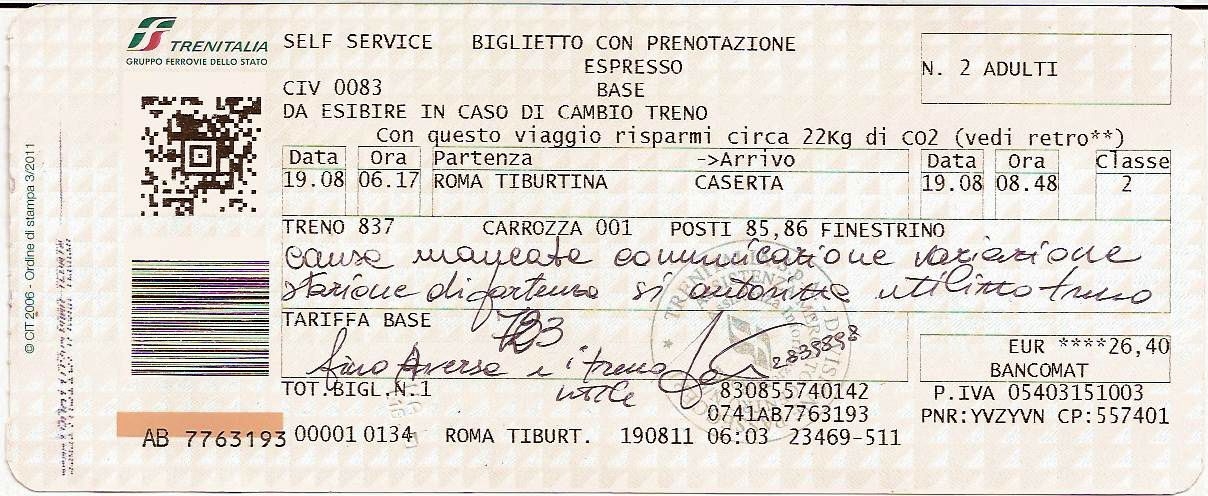 TRENITALIA
GRUPPO FERROVIE DELLO STATO
SELF SERVICE BIGLIETTO CON PRENOTAZIONE
ESPRESSO
N. 2 ADULTI
CIV 0083 BASE
DA ESIBIRE IN CASO DI CAMBIO TRENO
Con questo viaggio risparmi circa 22Kg di CO2 (vedi retro**)
Data Ora Partenza ->Arrivo Data Ora Classe
19.08 06.17 ROMA TIBURTINA CASERTA 19.08 08.48 2
TRENO 837 CARROZZA 001 POSTI 85,86 FINESTRINO
causa mancata comunicazione variazione
stazione di partenza si autorizza utilizzo treno
TARIFFA BASE 723
2839898
fino Aversa e i treno
utile
EUR ****26,40
BANCOMAT
TOT.BIGL.N.1 830855740142 P.IVA 05403151003
0741AB7763193 PNR:YVZYVN CP:557401
AB 7763193 00001 0134 ROMA TIBURT. 190811 06:03 23469-511
© CIT 2006 - Ordine di stampa 3/2011